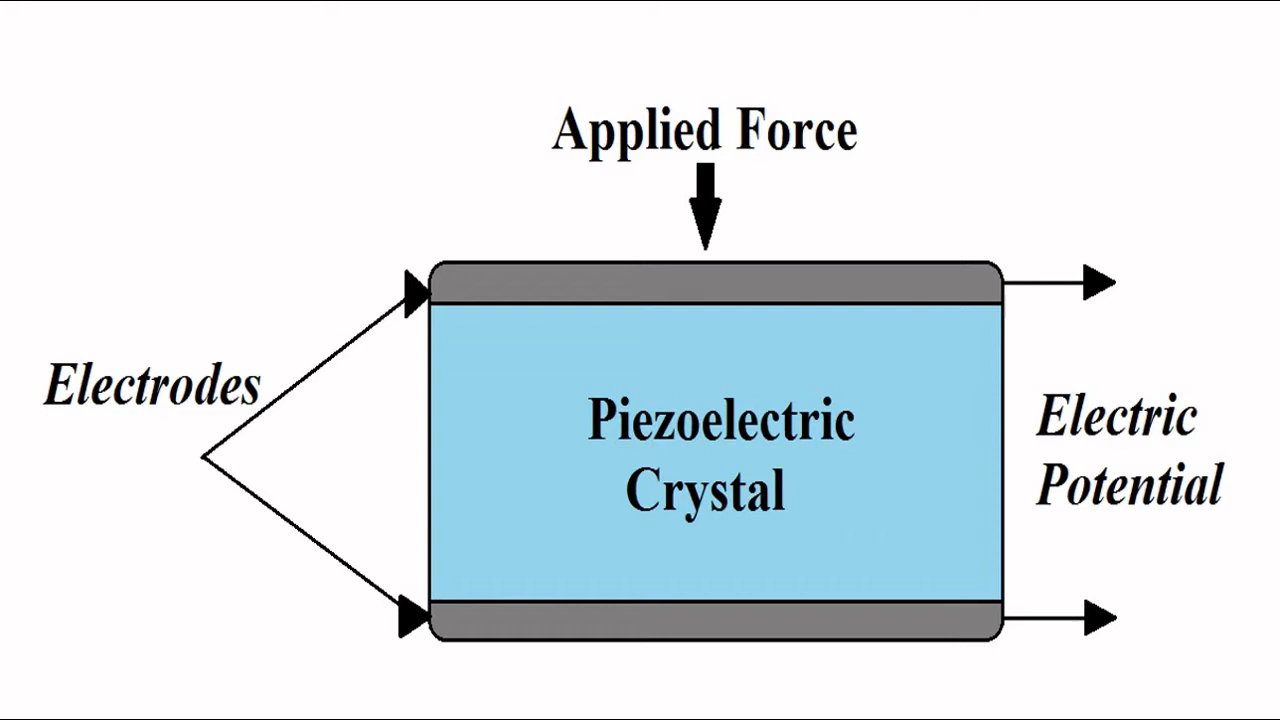 Applied Force
Electrodes
Piezoelectric
Crystal
Electric
Potential